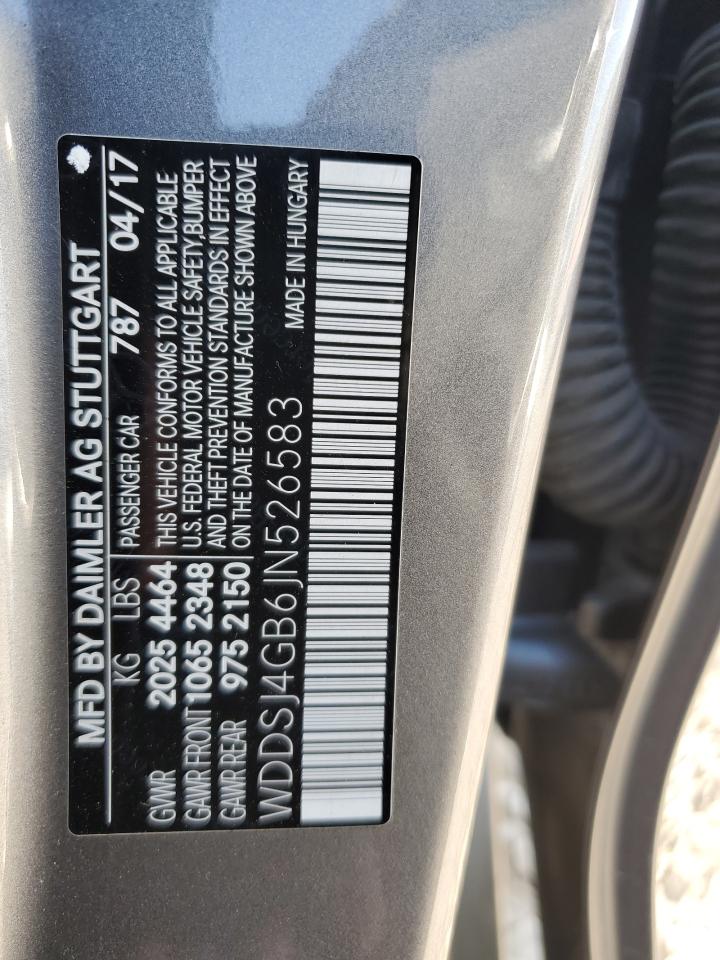 MFD BY DAIMLER AG STUTTGART
KG LBS PASSENGER CAR 787 04/17
GVWR 2025 4464 THIS VEHICLE CONFORMS TO ALL APPLICABLE
GAWR FRONT 1065 2348 U.S. FEDERAL MOTOR VEHICLE SAFETY,BUMPER
GAWR REAR 975 2150 AND THEFT PREVENTION STANDARDS IN EFFECT
ON THE DATE OF MANUFACTURE SHOWN ABOVE
WDDSJ4GB6JN526583 MADE IN HUNGARY